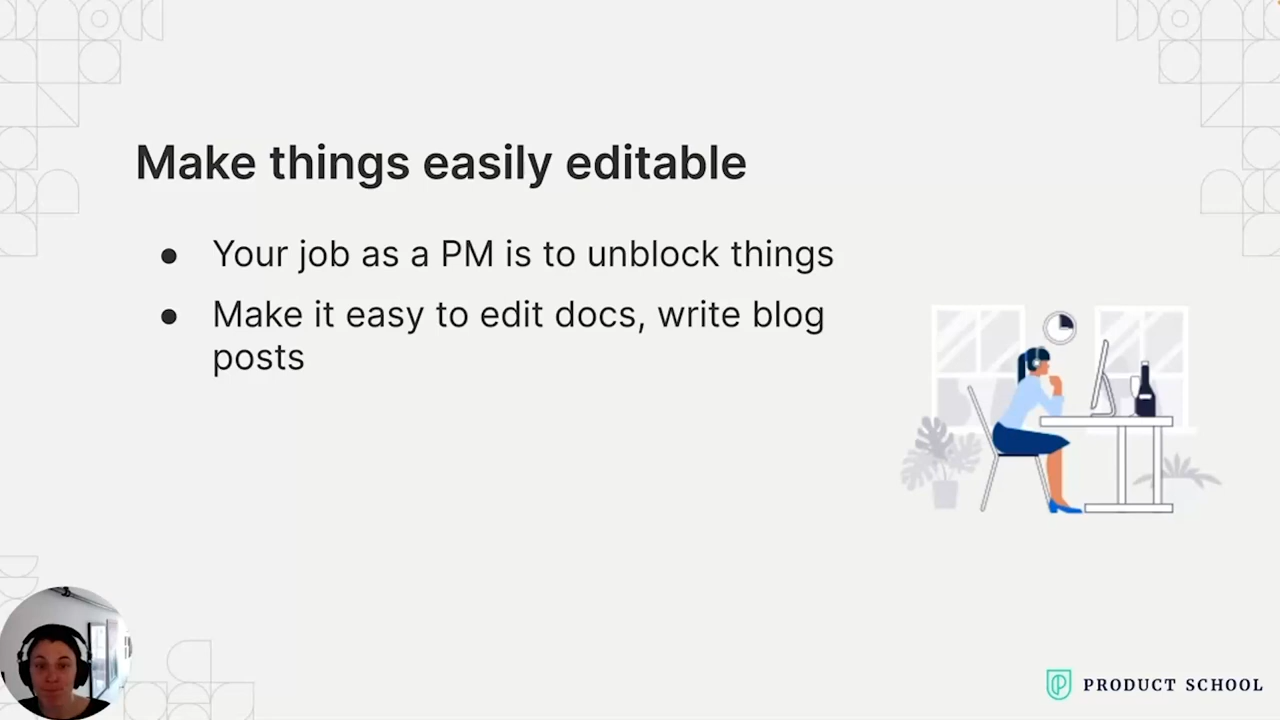 Make things easily editable
● Your job as a PM is to unblock things
● Make it easy to edit docs, write blog
posts
PRODUCT SCHOOL